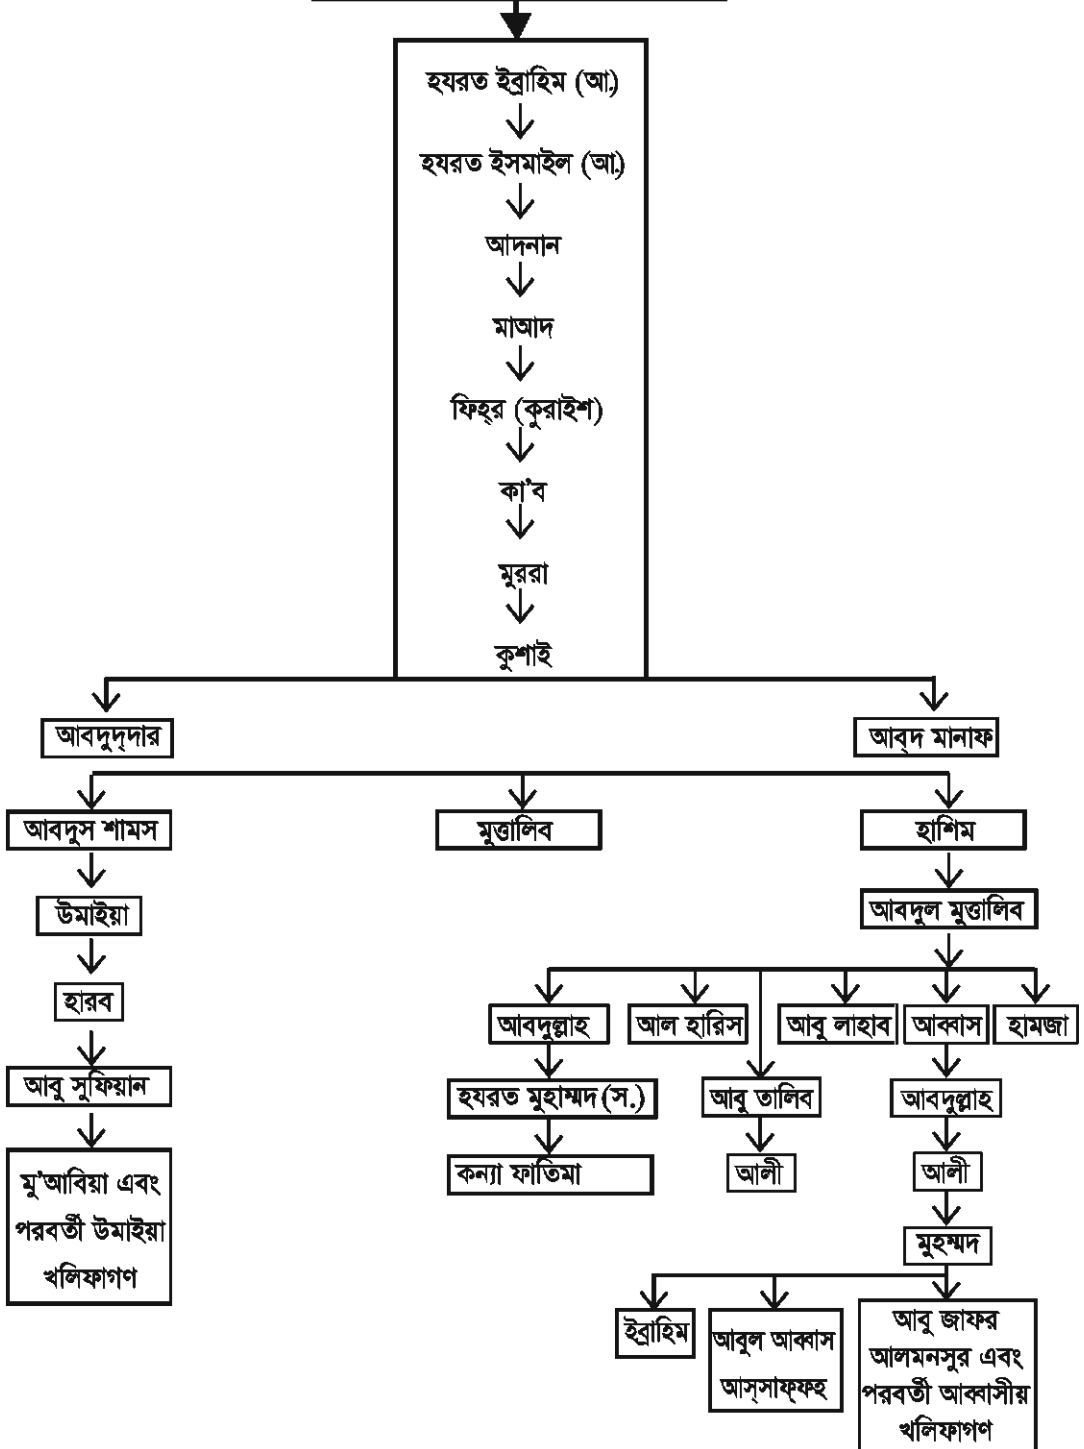 হযরত ইব্রাহিম (আ.)
হযরত ইসমাইল (আ.)
আদনান
মাআদ
ফিহ্‌র (কুরাইশ)
কা'ব
মুররা
কুশাই
আবদুদ্‌দার
আব্‌দ মানাফ
আবদুস শামস
মুত্তালিব
হাশিম
উমাইয়া
আবদুল মুত্তালিব
হারব
আবদুল্লাহ
আল হারিস
আবু লাহাব
আব্বাস
হামজা
আবু সুফিয়ান
হযরত মুহাম্মদ (স.)
আবু তালিব
আবদুল্লাহ
মু'আবিয়া এবং
পরবর্তী উমাইয়া
খলিফাগণ
কন্যা ফাতিমা
আলী
আলী
মুহম্মদ
ইব্রাহিম
আবুল আব্বাস
আস্‌সাফ্‌ফহ
আবু জাফর
আলমনসুর এবং
পরবর্তী আব্বাসীয়
খলিফাগণ